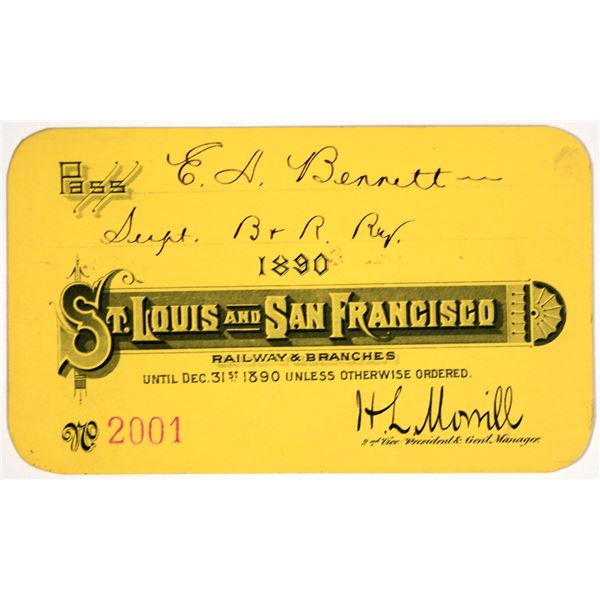 Pass E. A. Bennett
Supt. B & R. Ry.
1890
ST. LOUIS AND SAN FRANCISCO
RAILWAY & BRANCHES
UNTIL DEC. 31ST 1890 UNLESS OTHERWISE ORDERED.
H. L. Morrill
No. 2001
2nd Vice President & Gen'l. Manager.